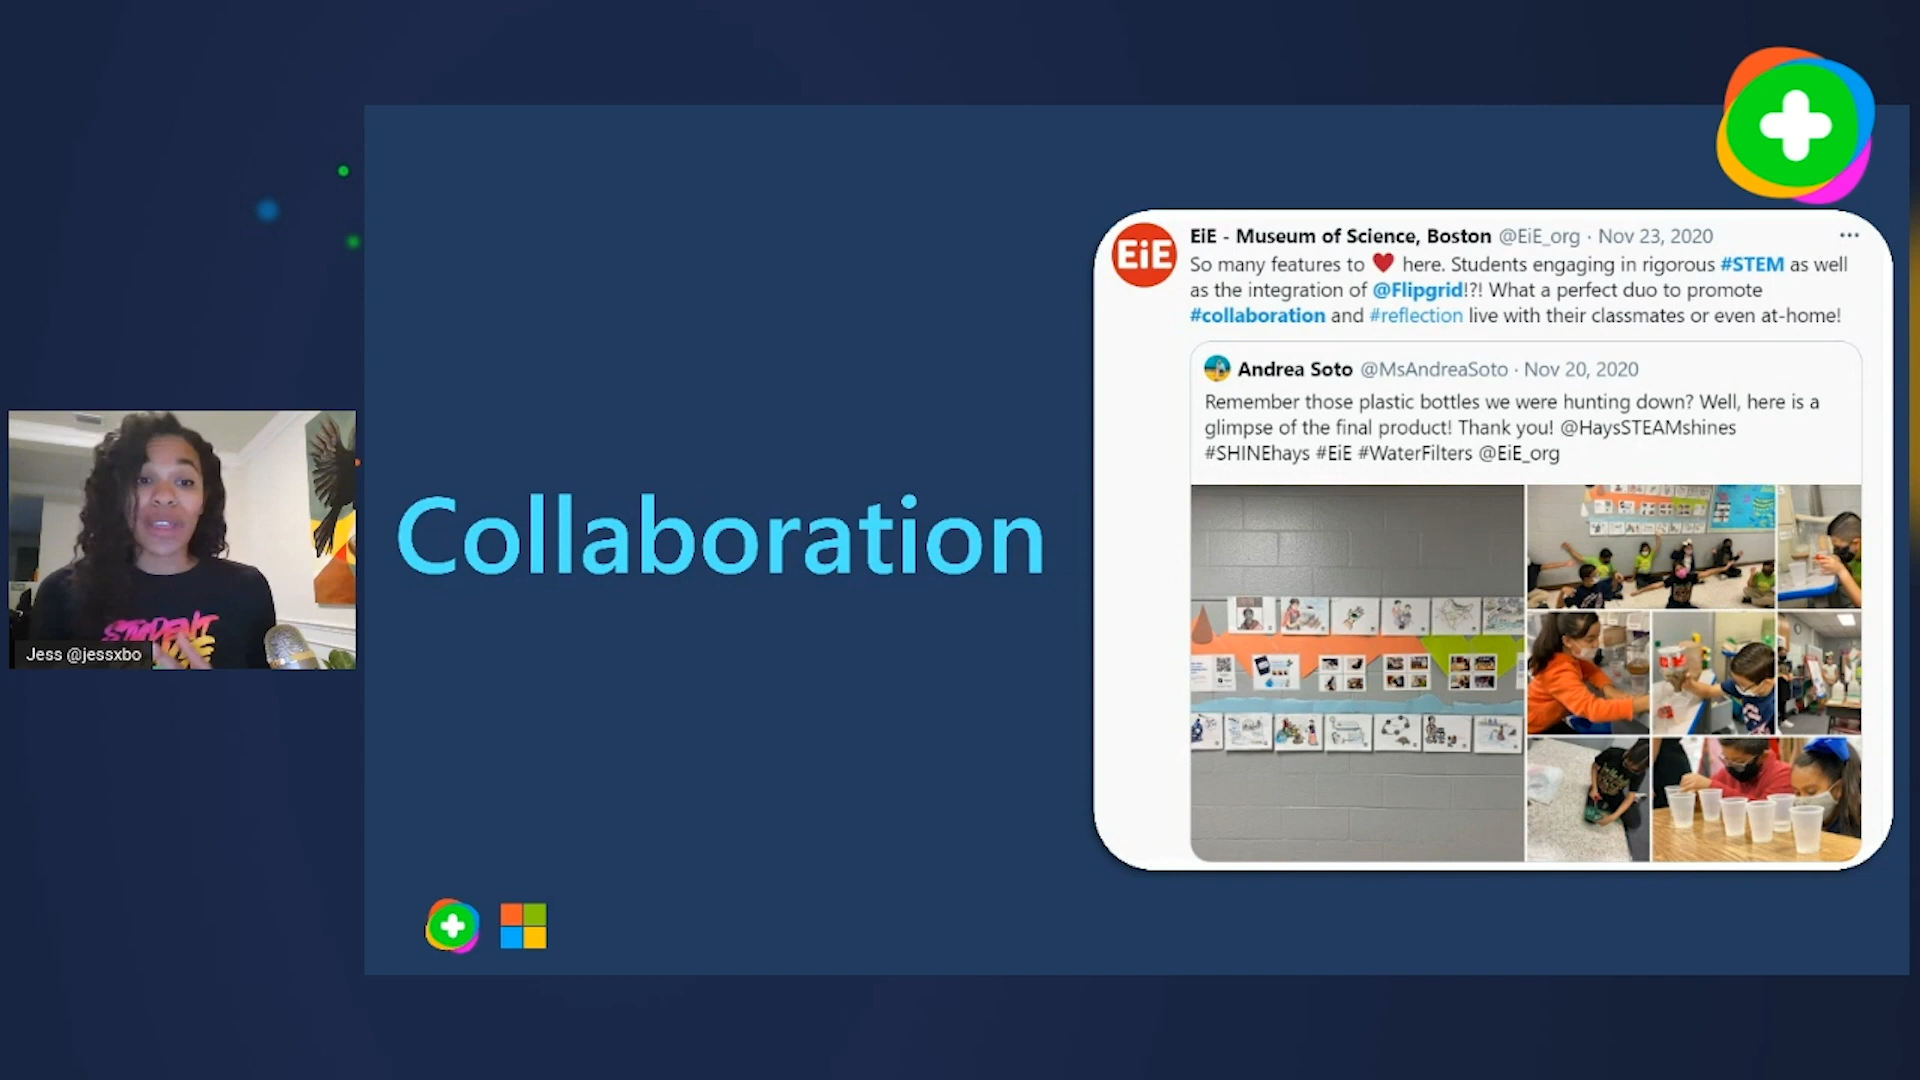 EiE
EiE - Museum of Science, Boston @EiE_org · Nov 23, 2020
So many features to ❤ here. Students engaging in rigorous #STEM as well
as the integration of @Flipgrid!?! What a perfect duo to promote
#collaboration and #reflection live with their classmates or even at-home!
Andrea Soto @MsAndreaSoto · Nov 20, 2020
Remember those plastic bottles we were hunting down? Well, here is a
glimpse of the final product! Thank you! @HaysSTEAMshines
#SHINEhays #EiE #WaterFilters @EiE_org
Collaboration
STUDENT
Jess @jessxbo